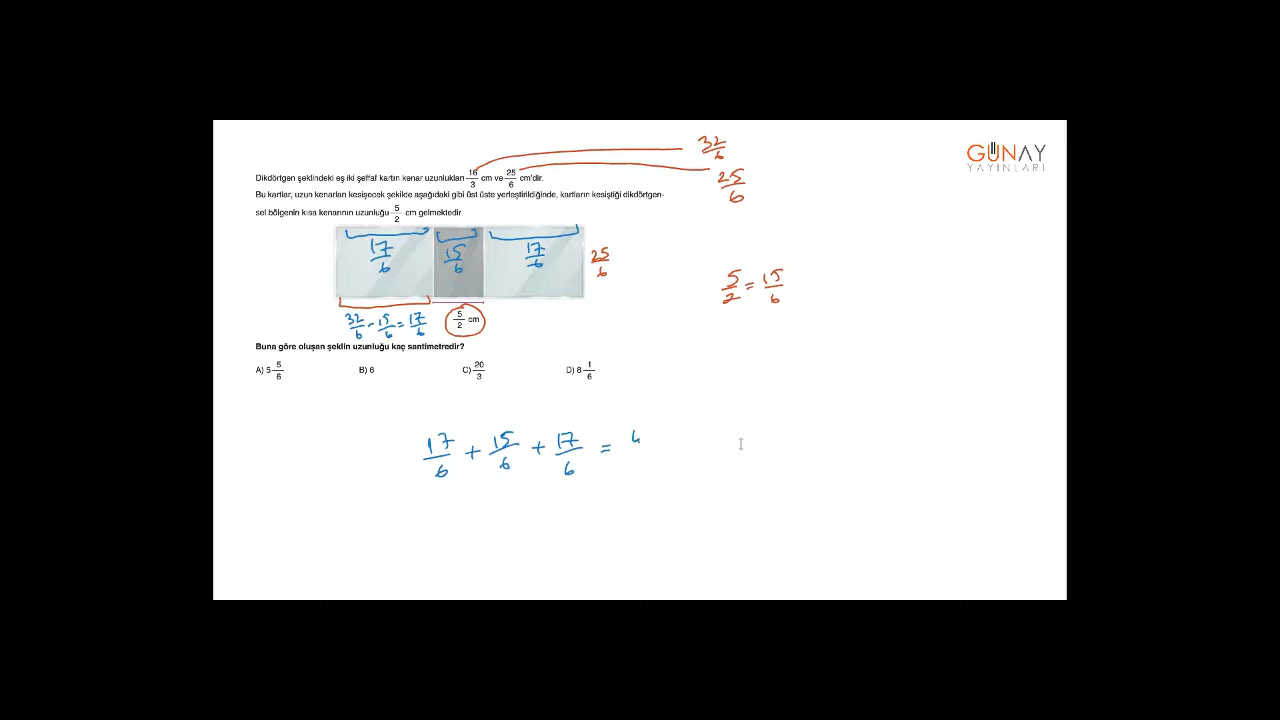 GÜNAY
YAYINLARI
32/6
25/6
Dikdörtgen şeklindeki eş iki şeffaf kartın kenar uzunlukları 16/3 cm ve 25/6 cm'dir.
Bu kartlar, uzun kenarları kesişecek şekilde aşağıdaki gibi üst üste yerleştirildiğinde, kartların kesiştiği dikdörtgen-
sel bölgenin kısa kenarının uzunluğu 5/2 cm gelmektedir.
17/6 15/6 17/6 25/6
5/2 = 15/6
32/6 - 15/6 = 17/6 5/2 cm
Buna göre oluşan şeklin uzunluğu kaç santimetredir?
A) 5 5/6 B) 6 C) 20/3 D) 8 1/6
17/6 + 15/6 + 17/6 =